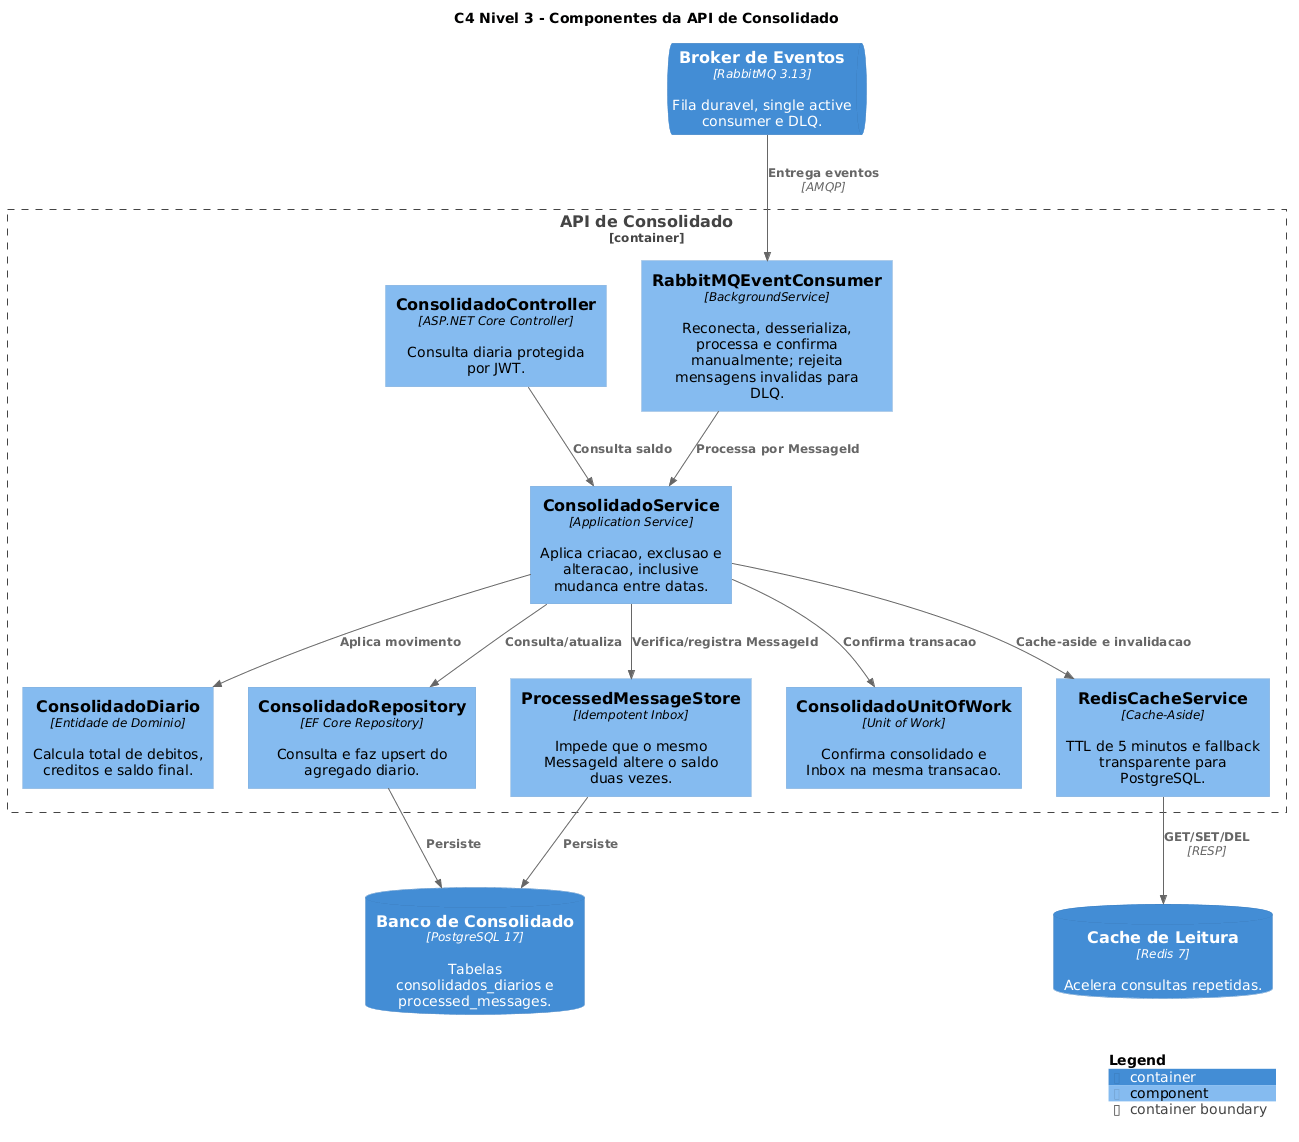 C4 Nivel 3 - Componentes da API de Consolidado
Broker de Eventos
[RabbitMQ 3.13]
Fila duravel, single active
consumer e DLQ.
Entrega eventos
[AMQP]
API de Consolidado
[container]
ConsolidadoController
[ASP.NET Core Controller]
Consulta diaria protegida
por JWT.
RabbitMQEventConsumer
[BackgroundService]
Reconecta, desserializa,
processa e confirma
manualmente; rejeita
mensagens invalidas para
DLQ.
Consulta saldo
Processa por MessageId
ConsolidadoService
[Application Service]
Aplica criacao, exclusao e
alteracao, inclusive
mudanca entre datas.
Aplica movimento
Consulta/atualiza
Verifica/registra MessageId
Confirma transacao
Cache-aside e invalidacao
ConsolidadoDiario
[Entidade de Dominio]
Calcula total de debitos,
creditos e saldo final.
ConsolidadoRepository
[EF Core Repository]
Consulta e faz upsert do
agregado diario.
ProcessedMessageStore
[Idempotent Inbox]
Impede que o mesmo
MessageId altere o saldo
duas vezes.
ConsolidadoUnitOfWork
[Unit of Work]
Confirma consolidado e
Inbox na mesma transacao.
RedisCacheService
[Cache-Aside]
TTL de 5 minutos e fallback
transparente para
PostgreSQL.
Persiste
Persiste
GET/SET/DEL
[RESP]
Banco de Consolidado
[PostgreSQL 17]
Tabelas
consolidados_diarios e
processed_messages.
Cache de Leitura
[Redis 7]
Acelera consultas repetidas.
Legend
container
component
container boundary